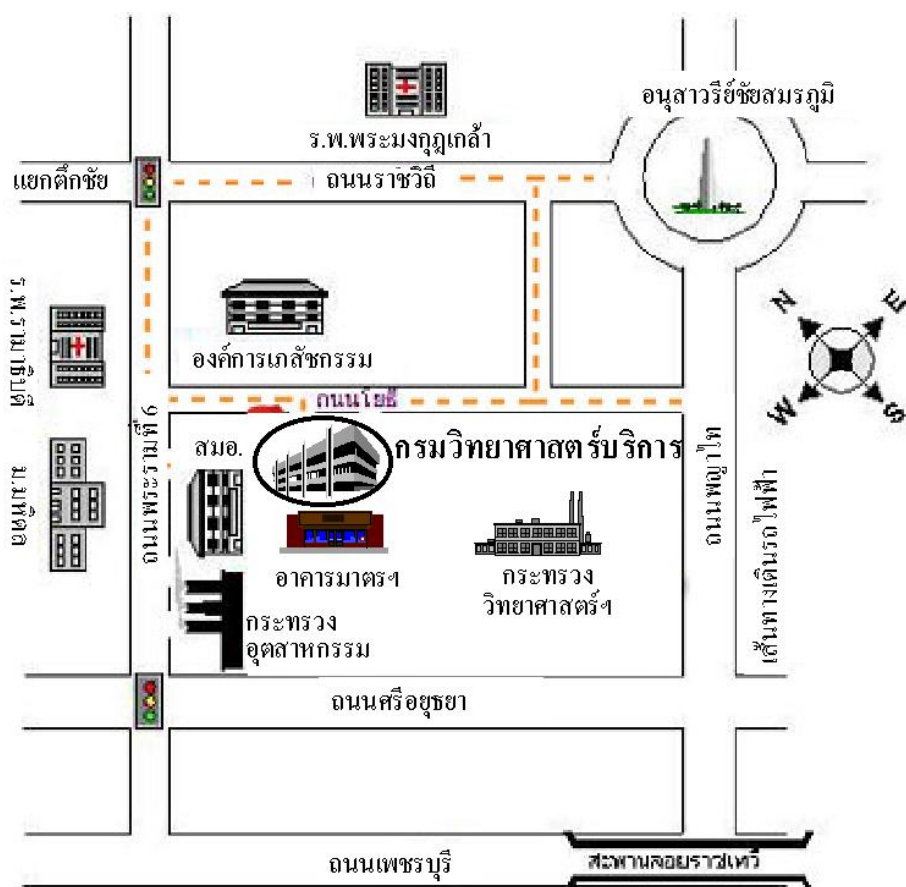 อนุสาวรีย์ชัยสมรภูมิ
ร.พ.พระมงกุฎเกล้า
แยกตึกชัย
ถนนราชวิถี
ร.พ.รามาธิบดี
องค์การเภสัชกรรม
N
E
W
S
ถนนโยธี
ถนนพระรามที่ 6
สมอ.
กรมวิทยาศาสตร์บริการ
ม.มหิดล
ถนนพญาไท
เส้นทางเดินรถไฟฟ้า
อาคารมาตรฯ
กระทรวง
วิทยาศาสตร์ฯ
กระทรวง
อุตสาหกรรม
ถนนศรีอยุธยา
ถนนเพชรบุรี
สะพานลอยราชเทวี